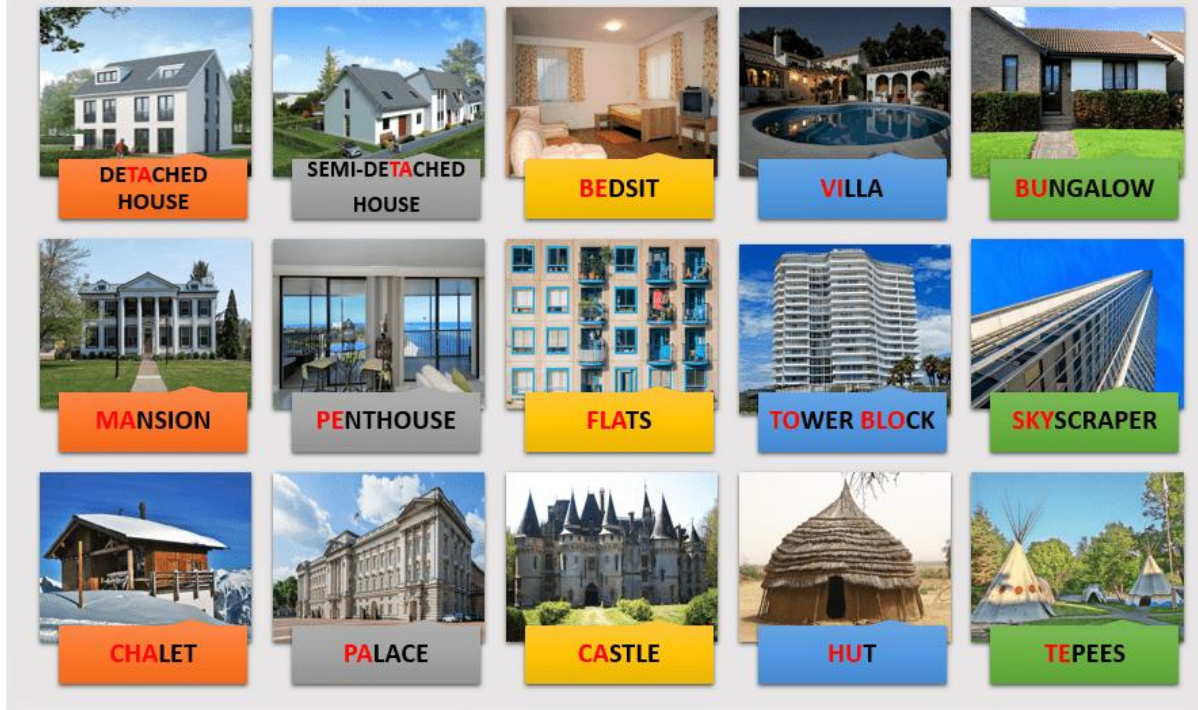 DETACHED
HOUSE
SEMI-DETACHED
HOUSE
BEDSIT
VILLA
BUNGALOW
MANSION
PENTHOUSE
FLATS
TOWER BLOCK
SKYSCRAPER
CHALET
PALACE
CASTLE
HUT
TEPEES